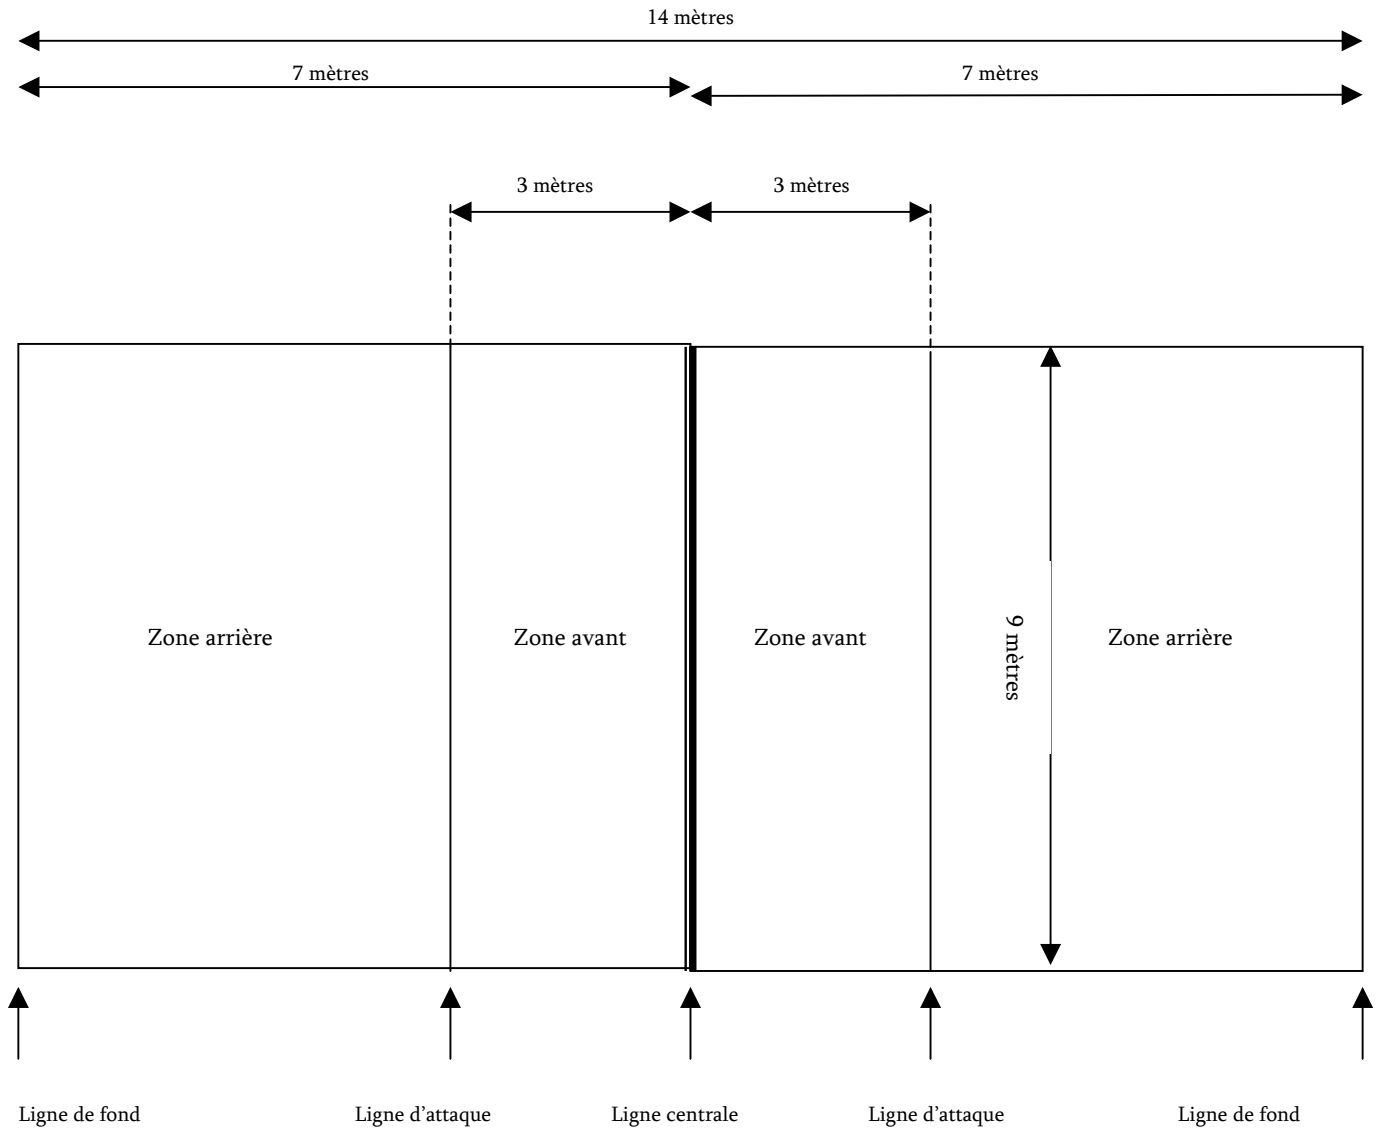 14 mètres
7 mètres
7 mètres
3 mètres
3 mètres
Zone arrière
Zone avant
Zone avant
9 mètres
Zone arrière
Ligne de fond
Ligne d’attaque
Ligne centrale
Ligne d’attaque
Ligne de fond